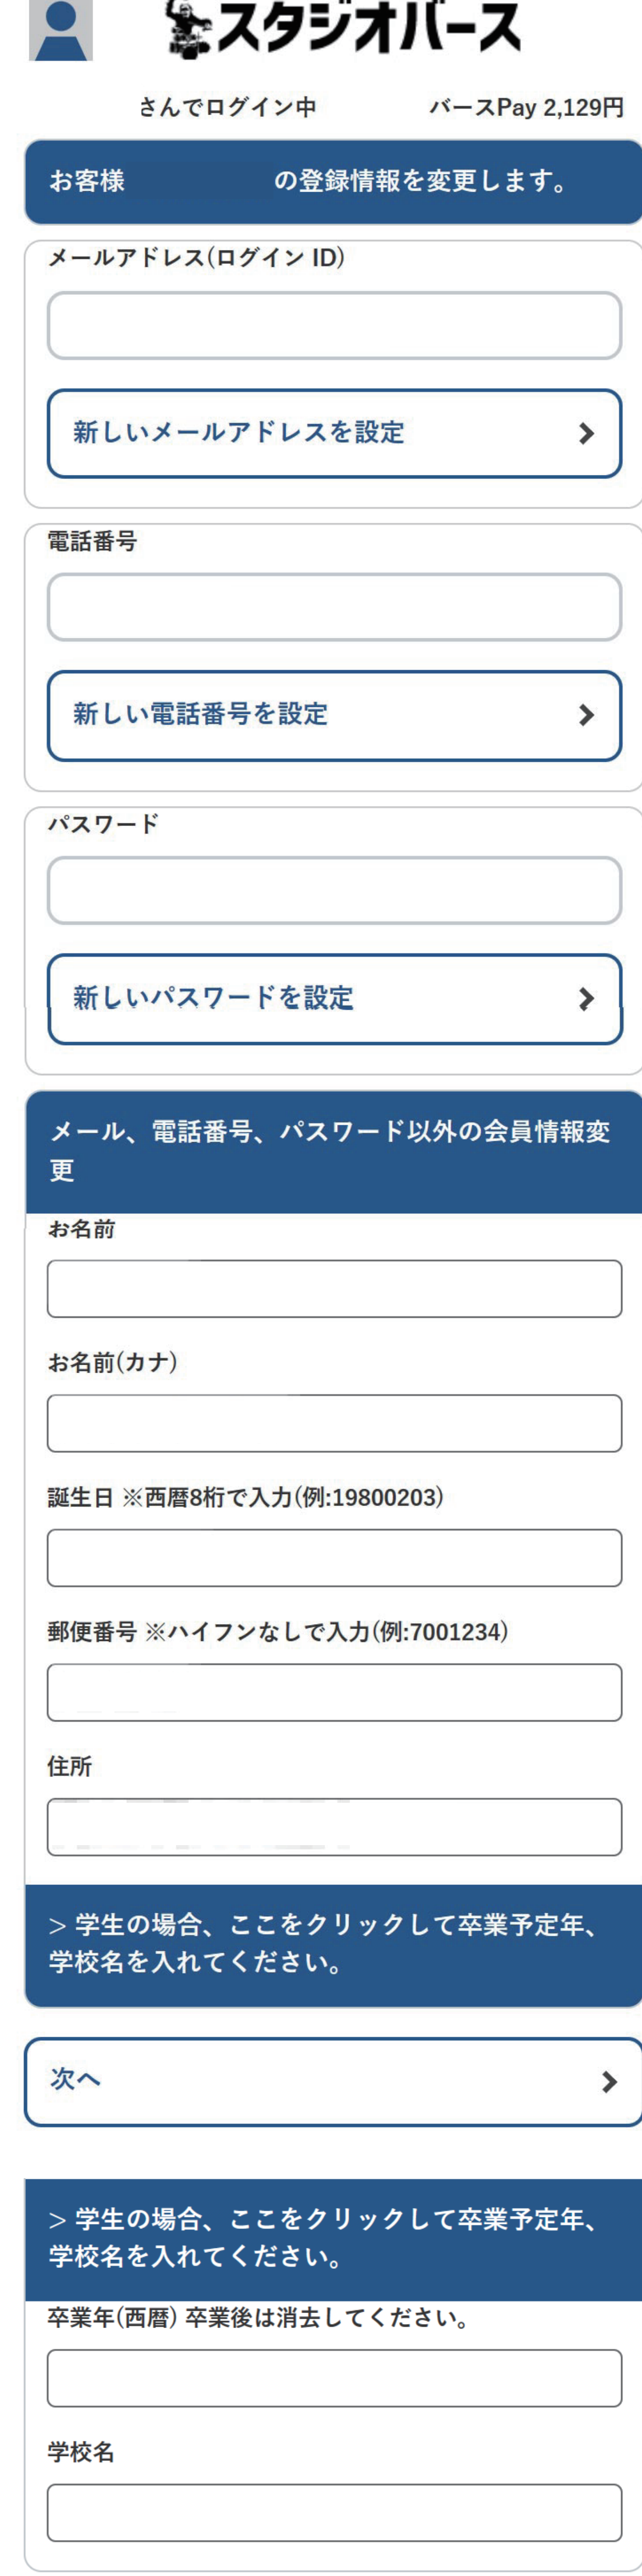 スタジオバース
さんでログイン中 バースPay 2,129円
お客様 の登録情報を変更します。
メールアドレス(ログイン ID)
新しいメールアドレスを設定
電話番号
新しい電話番号を設定
パスワード
新しいパスワードを設定
メール、電話番号、パスワード以外の会員情報変
更
お名前
お名前(カナ)
誕生日 ※西暦8桁で入力(例:19800203)
郵便番号 ※ハイフンなしで入力(例:7001234)
住所
> 学生の場合、ここをクリックして卒業予定年、
学校名を入れてください。
次へ
> 学生の場合、ここをクリックして卒業予定年、
学校名を入れてください。
卒業年(西暦) 卒業後は消去してください。
学校名